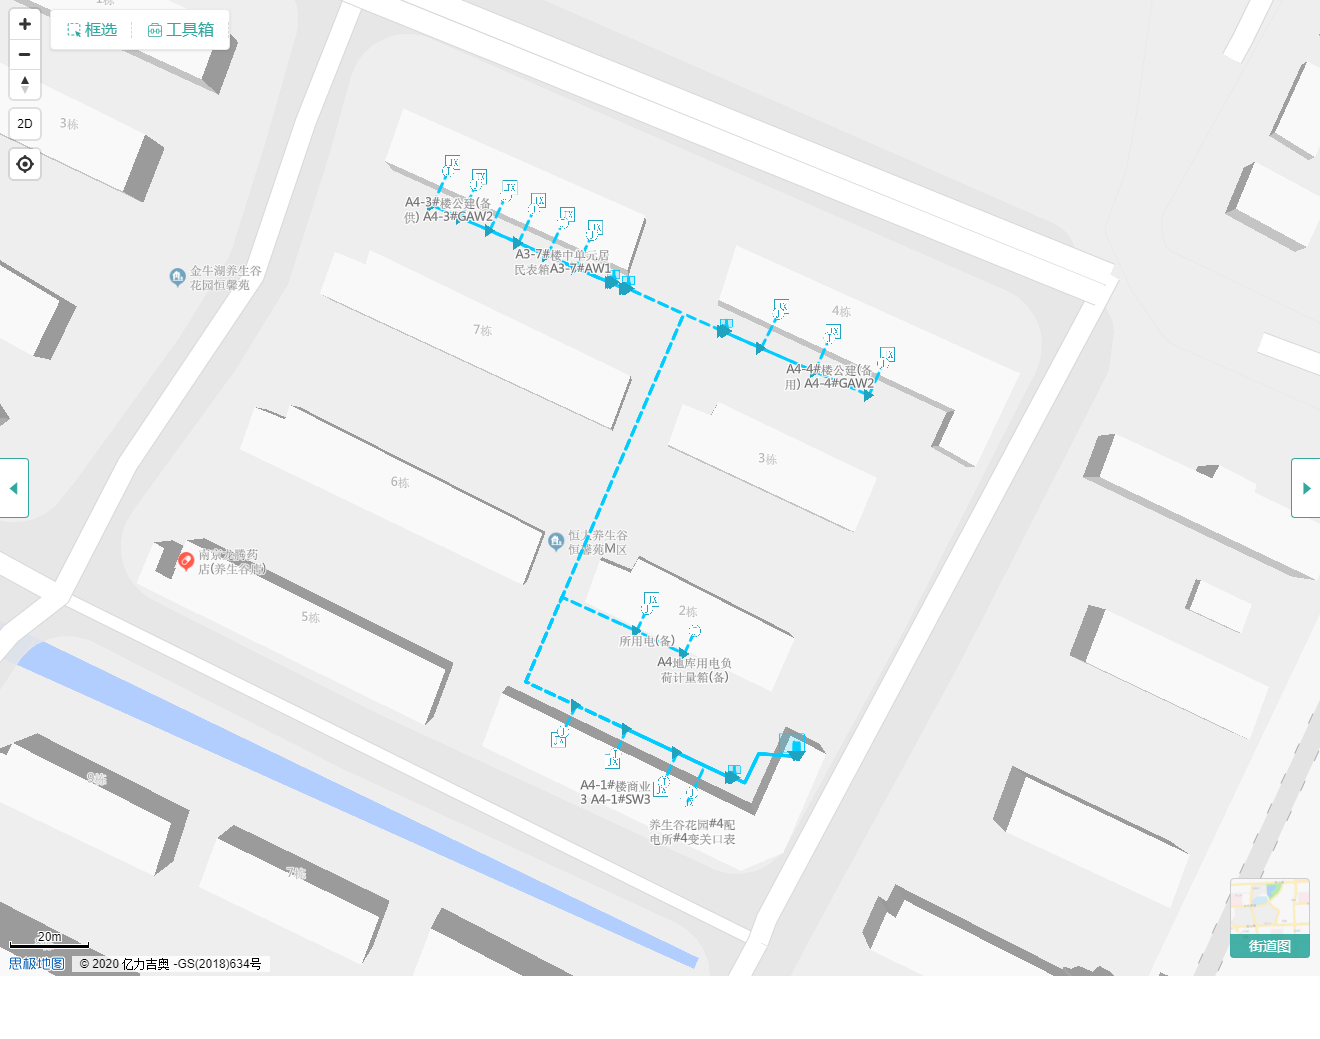 1栋
框选
工具箱
2D
3栋
A4-3#楼公建(备
供) A4-3#GAW2
A3-7#楼中单元居
民表箱A3-7#AW1
金牛湖养生谷
花园恒馨苑
7栋
4栋
A4-4#楼公建(备
用) A4-4#GAW2
3栋
6栋
恒大养生谷
恒馨苑M区
南京龙腾药
店(养生谷店)
5栋
2栋
所用电(备)
A4地库用电负
荷计量箱(备)
A4-1#楼商业
3 A4-1#SW3
养生谷花园#4配
电所#4变关口表
9栋
7栋
20m
思极地图
© 2020 亿力吉奥 -GS(2018)634号
街道图